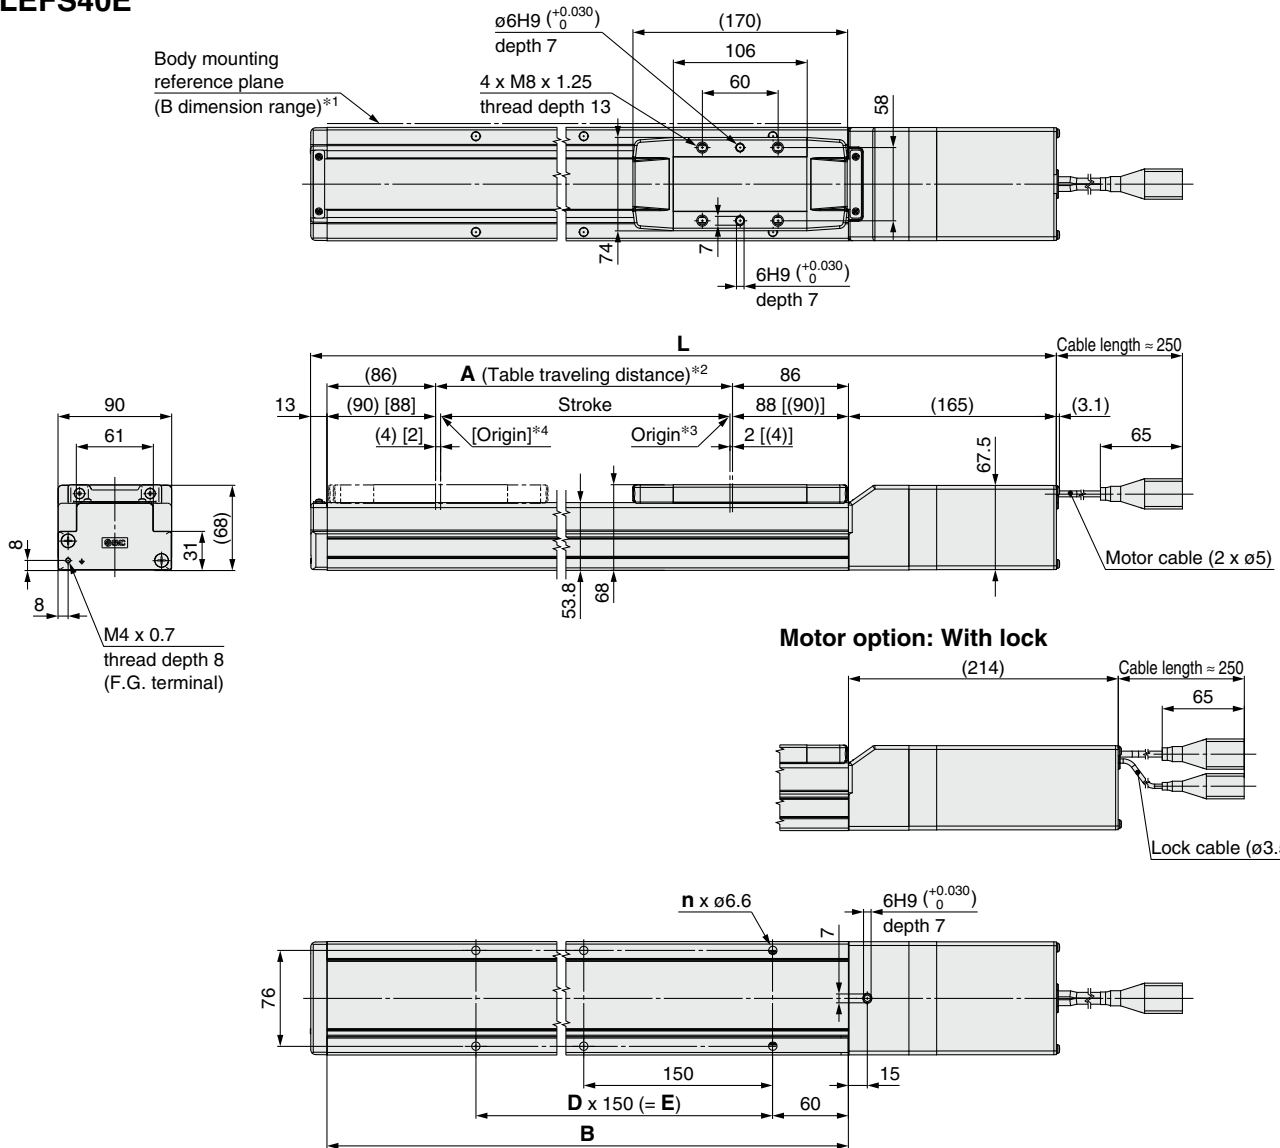 LEFS40E
ø6H9 (+0.030 0)
depth 7
(170)
Body mounting
reference plane
(B dimension range)*1
106
4 x M8 x 1.25
thread depth 13
60
58
74
7
6H9 (+0.030 0)
depth 7
L
Cable length ≈ 250
(86)
A (Table traveling distance)*2
86
90
13
(90) [88]
Stroke
88 [(90)]
(165)
(3.1)
61
(4) [2]
[Origin]*4
Origin*3
2 [(4)]
67.5
65
(68)
31
8
SMC
8
53.8
68
Motor cable (2 x ø5)
M4 x 0.7
thread depth 8
(F.G. terminal)
Motor option: With lock
(214)
Cable length ≈ 250
65
Lock cable (ø3.5
n x ø6.6
6H9 (+0.030 0)
depth 7
7
76
150
15
D x 150 (= E)
60
B